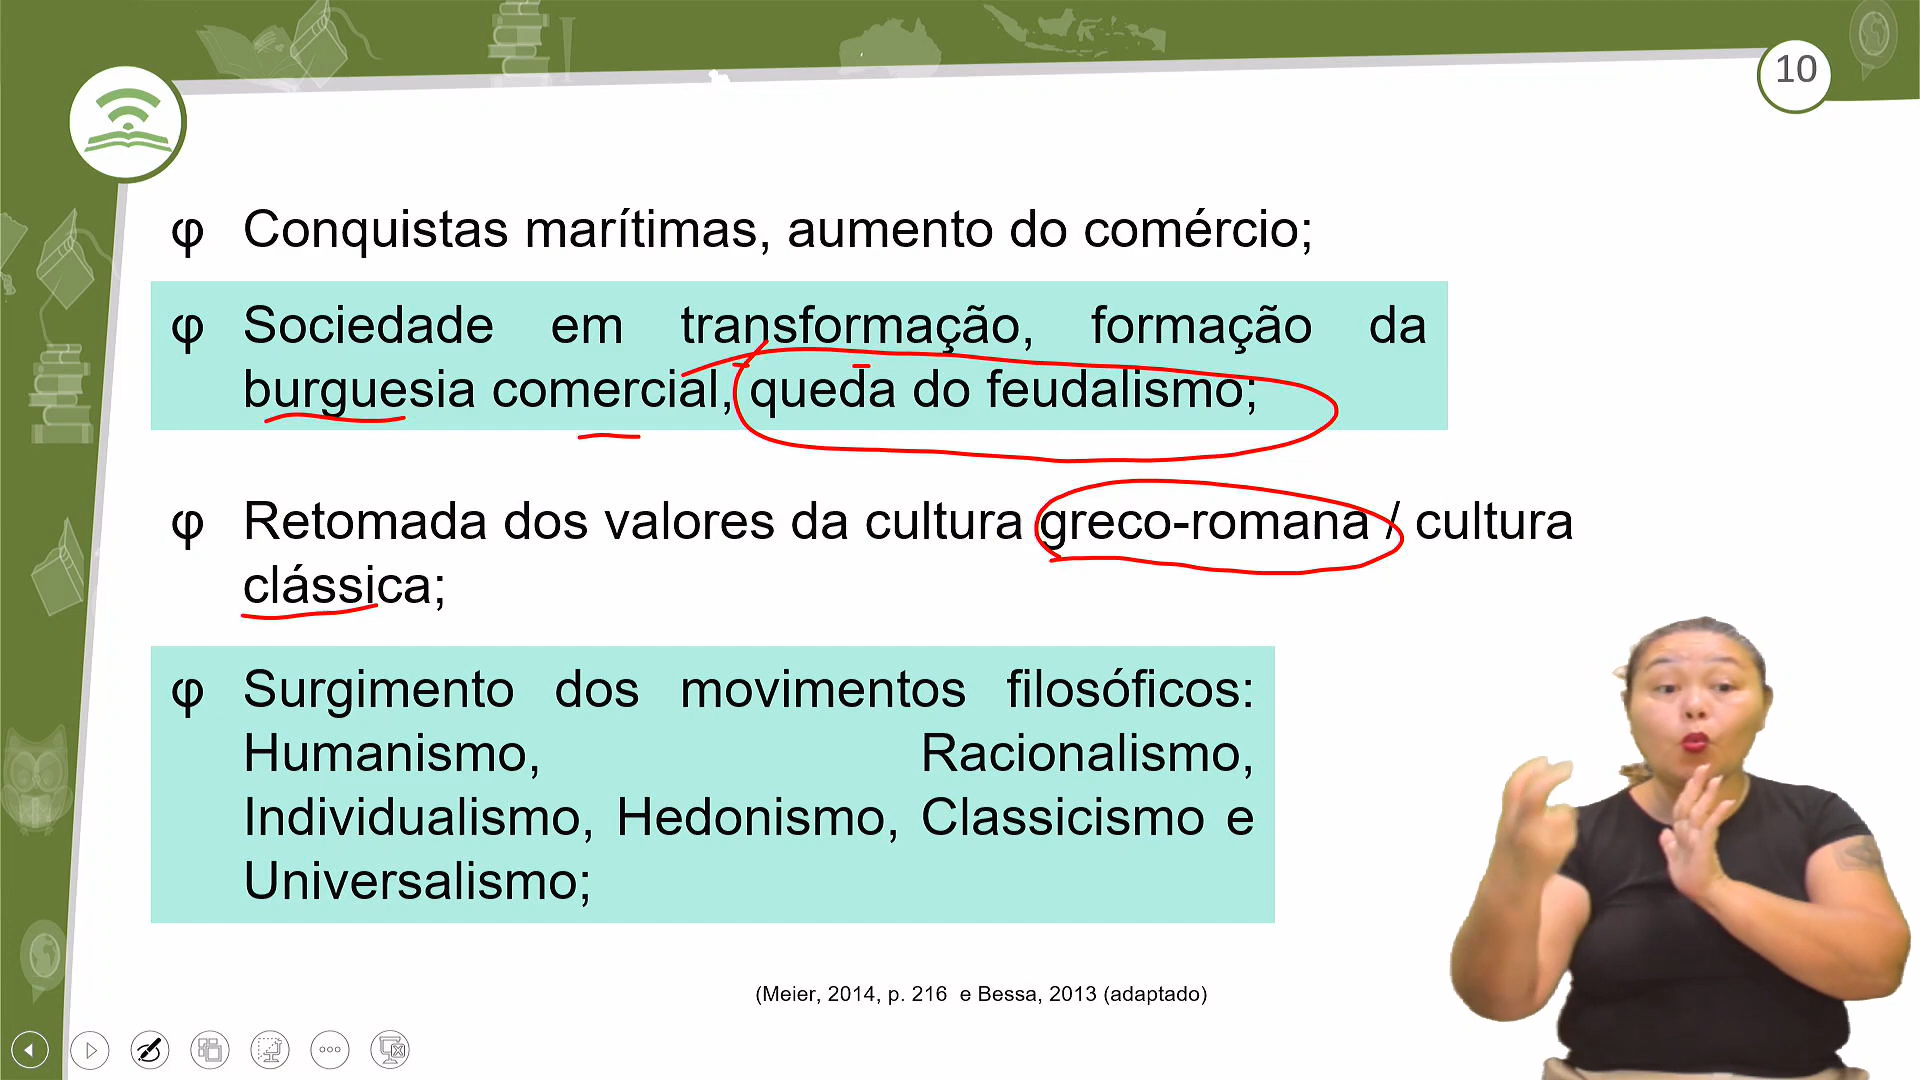 10
φ Conquistas marítimas, aumento do comércio;
φ Sociedade em transformação, formação da
burguesia comercial, queda do feudalismo;
φ Retomada dos valores da cultura greco-romana / cultura
clássica;
φ Surgimento dos movimentos filosóficos:
Humanismo, Racionalismo,
Individualismo, Hedonismo, Classicismo e
Universalismo;
(Meier, 2014, p. 216 e Bessa, 2013 (adaptado)